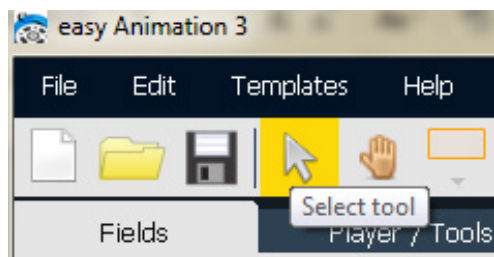 easy Animation 3
File Edit Templates Help
Select tool
Fields Player / Tools